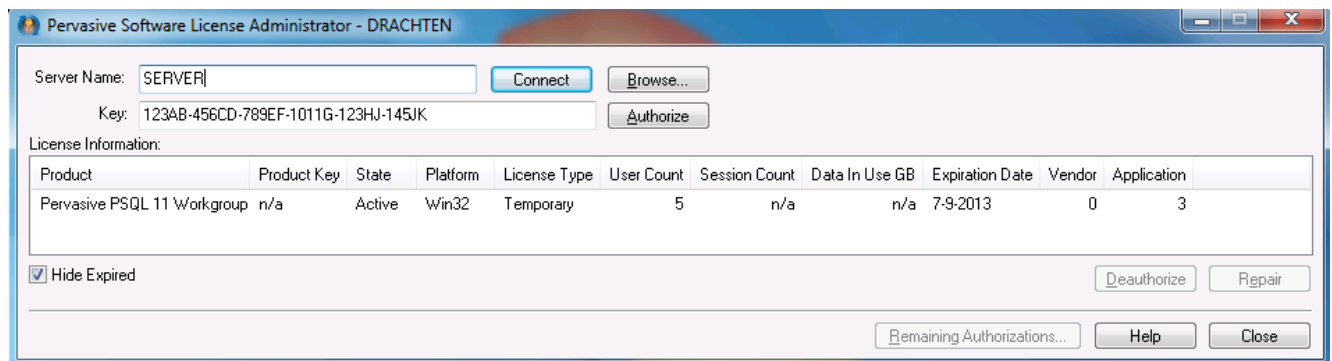 Pervasive Software License Administrator - DRACHTEN
Server Name: SERVER Connect Browse...
Key: 123AB-456CD-789EF-1011G-123HJ-145JK Authorize
License Information:
Product Product Key State Platform License Type User Count Session Count Data In Use GB Expiration Date Vendor Application
Pervasive PSQL 11 Workgroup n/a Active Win32 Temporary 5 n/a n/a 7-9-2013 0 3
Hide Expired Deauthorize Repair
Remaining Authorizations... Help Close